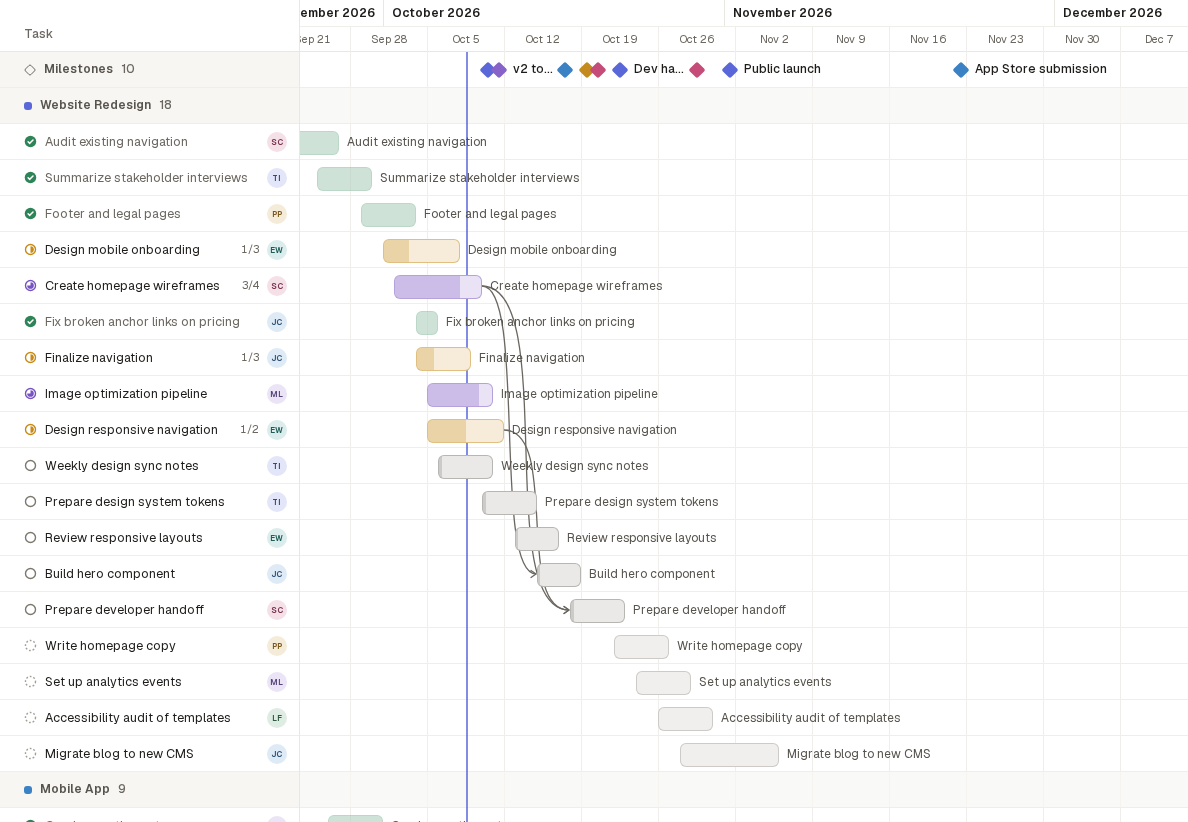 ember 2026 October 2026 November 2026 December 2026
Task
Sep 21 Sep 28 Oct 5 Oct 12 Oct 19 Oct 26 Nov 2 Nov 9 Nov 16 Nov 23 Nov 30 Dec 7
Milestones 10 v2 to... Dev ha... Public launch App Store submission
Website Redesign 18
Audit existing navigation SC Audit existing navigation
Summarize stakeholder interviews TI Summarize stakeholder interviews
Footer and legal pages PP Footer and legal pages
Design mobile onboarding 1/3 EW Design mobile onboarding
Create homepage wireframes 3/4 SC Create homepage wireframes
Fix broken anchor links on pricing JC Fix broken anchor links on pricing
Finalize navigation 1/3 JC Finalize navigation
Image optimization pipeline ML Image optimization pipeline
Design responsive navigation 1/2 EW Design responsive navigation
Weekly design sync notes TI Weekly design sync notes
Prepare design system tokens TI Prepare design system tokens
Review responsive layouts EW Review responsive layouts
Build hero component JC Build hero component
Prepare developer handoff SC Prepare developer handoff
Write homepage copy PP Write homepage copy
Set up analytics events ML Set up analytics events
Accessibility audit of templates LF Accessibility audit of templates
Migrate blog to new CMS JC Migrate blog to new CMS
Mobile App 9